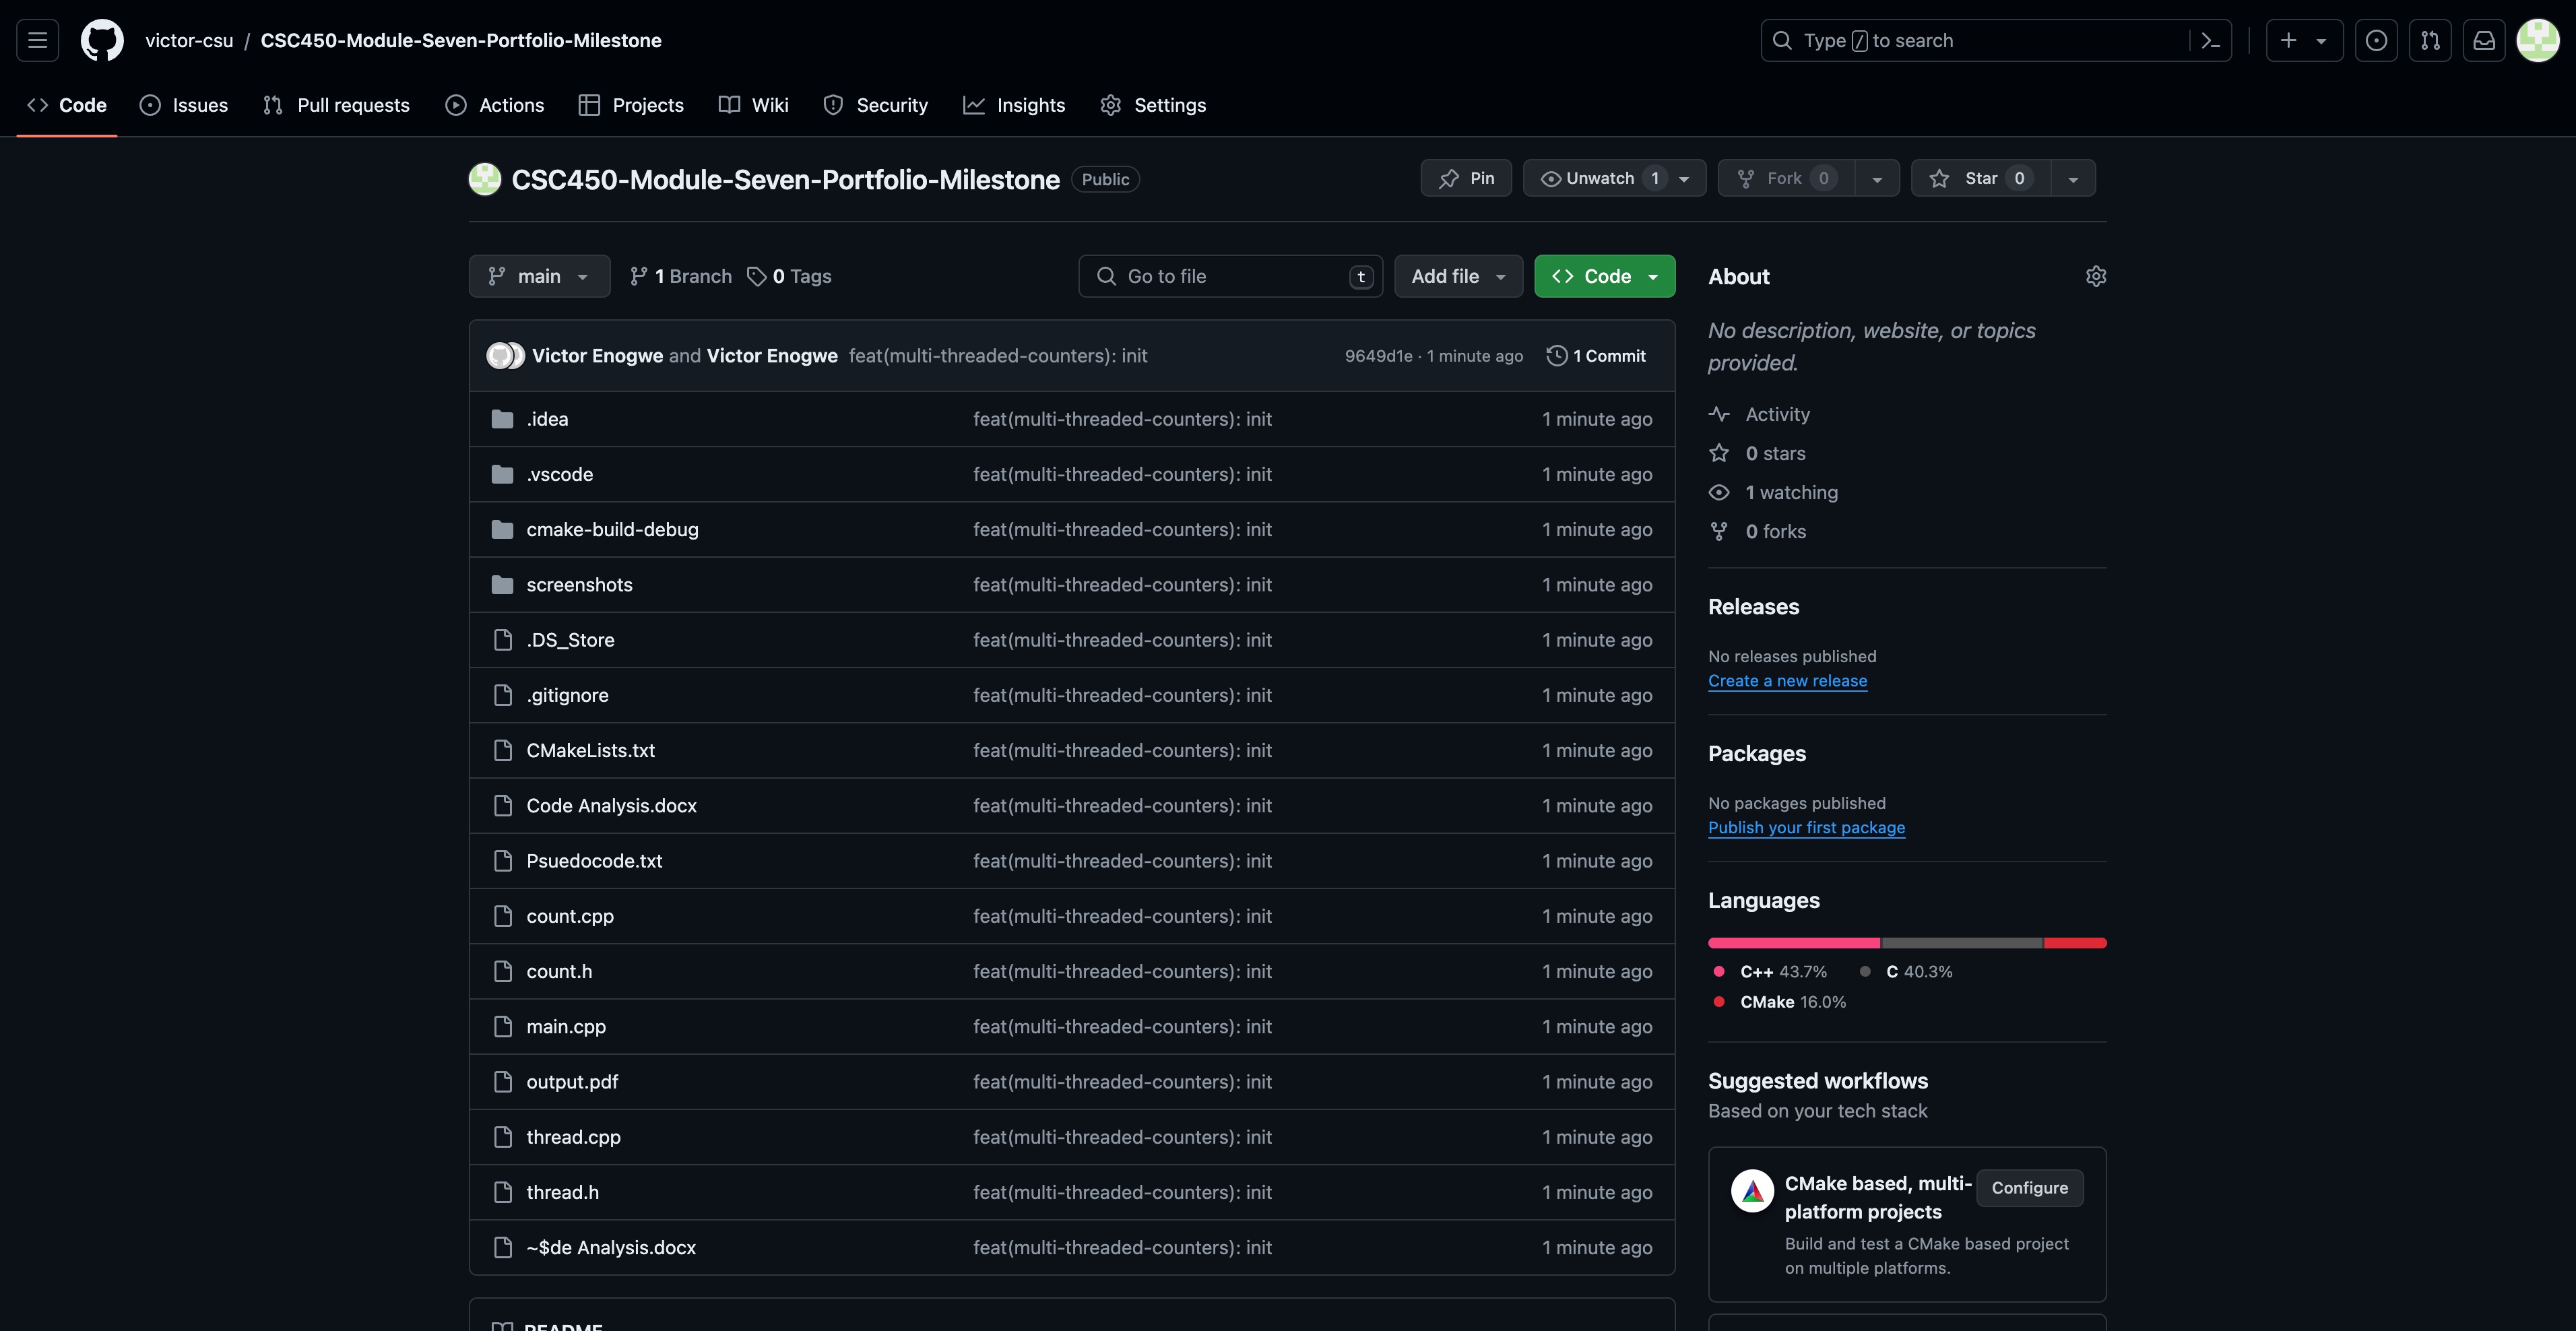 victor-csu / CSC450-Module-Seven-Portfolio-Milestone
Type / to search
Code Issues Pull requests Actions Projects Wiki Security Insights Settings
CSC450-Module-Seven-Portfolio-Milestone Public
Pin Unwatch 1 Fork 0 Star 0
main 1 Branch 0 Tags Go to file t Add file Code
Victor Enogwe and Victor Enogwe feat(multi-threaded-counters): init 9649d1e · 1 minute ago 1 Commit
.idea feat(multi-threaded-counters): init 1 minute ago
.vscode feat(multi-threaded-counters): init 1 minute ago
cmake-build-debug feat(multi-threaded-counters): init 1 minute ago
screenshots feat(multi-threaded-counters): init 1 minute ago
.DS_Store feat(multi-threaded-counters): init 1 minute ago
.gitignore feat(multi-threaded-counters): init 1 minute ago
CMakeLists.txt feat(multi-threaded-counters): init 1 minute ago
Code Analysis.docx feat(multi-threaded-counters): init 1 minute ago
Psuedocode.txt feat(multi-threaded-counters): init 1 minute ago
count.cpp feat(multi-threaded-counters): init 1 minute ago
count.h feat(multi-threaded-counters): init 1 minute ago
main.cpp feat(multi-threaded-counters): init 1 minute ago
output.pdf feat(multi-threaded-counters): init 1 minute ago
thread.cpp feat(multi-threaded-counters): init 1 minute ago
thread.h feat(multi-threaded-counters): init 1 minute ago
~$de Analysis.docx feat(multi-threaded-counters): init 1 minute ago
README
About
No description, website, or topics
provided.
Activity
0 stars
1 watching
0 forks
Releases
No releases published
Create a new release
Packages
No packages published
Publish your first package
Languages
C++ 43.7% C 40.3%
CMake 16.0%
Suggested workflows
Based on your tech stack
CMake based, multi-
platform projects
Configure
Build and test a CMake based project
on multiple platforms.